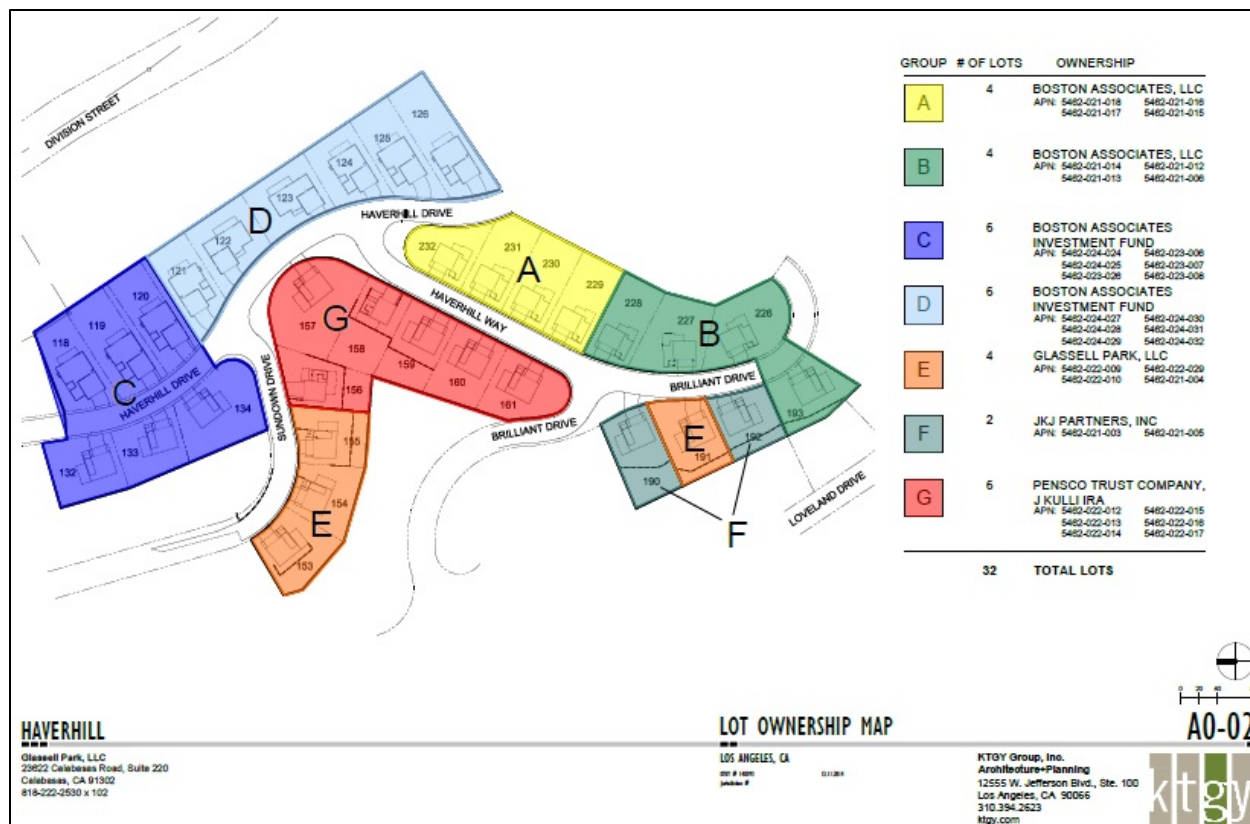 DIVISION STREET
126
125
124
123
122
121
D
HAVERHILL DRIVE
232
231
230
229
A
HAVERHILL WAY
228
227
226
B
BRILLIANT DRIVE
193
120
119
118
C
HAVERHILL DRIVE
134
133
132
SUNDOWN DRIVE
157
G
158
159
160
161
156
BRILLIANT DRIVE
155
154
E
153
190
E
191
192
F
LOVELAND DRIVE
GROUP # OF LOTS OWNERSHIP
A 4 BOSTON ASSOCIATES, LLC
APN: 5462-021-018 5462-021-016
5462-021-017 5462-021-015
B 4 BOSTON ASSOCIATES, LLC
APN: 5462-021-014 5462-021-012
5462-021-013 5462-021-006
C 6 BOSTON ASSOCIATES
INVESTMENT FUND
APN: 5462-024-024 5462-023-006
5462-024-025 5462-023-007
5462-023-026 5462-023-008
D 6 BOSTON ASSOCIATES
INVESTMENT FUND
APN: 5462-024-027 5462-024-030
5462-024-028 5462-024-031
5462-024-029 5462-024-032
E 4 GLASSELL PARK, LLC
APN: 5462-022-009 5462-022-029
5462-022-010 5462-021-004
F 2 JKJ PARTNERS, INC
APN: 5462-021-003 5462-021-005
G 6 PENSCO TRUST COMPANY,
J KULLI IRA
APN: 5462-022-012 5462-022-015
5462-022-013 5462-022-016
5462-022-014 5462-022-017
32 TOTAL LOTS
0 20 40
HAVERHILL
Glassell Park, LLC
23622 Calabasas Road, Suite 220
Calabasas, CA 91302
818-222-2530 x 102
LOT OWNERSHIP MAP
LOS ANGELES, CA
A0-02
KTGY Group, Inc.
Architecture+Planning
12555 W. Jefferson Blvd., Ste. 100
Los Angeles, CA 90066
310.394.2623
ktgy.com
ktgy